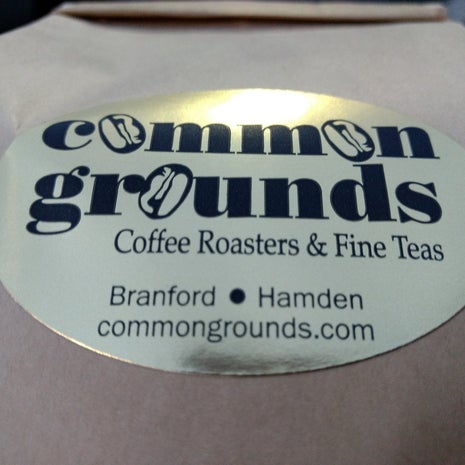 common
grounds
Coffee Roasters & Fine Teas
Branford • Hamden
commongrounds.com